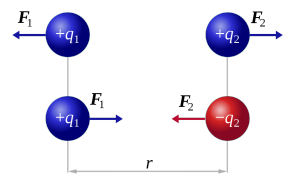 F₁ +q₁ +q₂ F₂
+q₁ F₁ F₂ −q₂
r